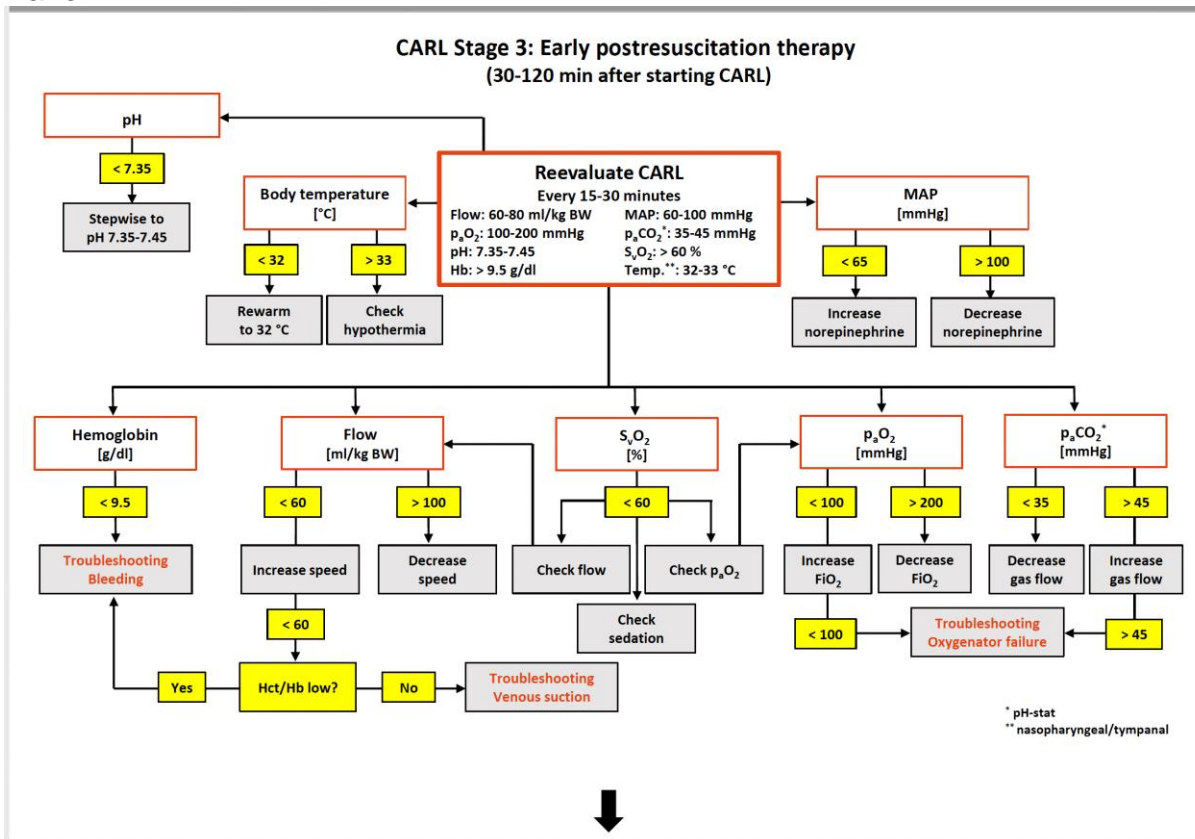 CARL Stage 3: Early postresuscitation therapy
(30-120 min after starting CARL)
pH
< 7.35
Stepwise to
pH 7.35-7.45
Body temperature
[°C]
< 32
> 33
Rewarm
to 32 °C
Check
hypothermia
Reevaluate CARL
Every 15-30 minutes
Flow: 60-80 ml/kg BW
MAP: 60-100 mmHg
paO2: 100-200 mmHg
paCO2*: 35-45 mmHg
pH: 7.35-7.45
SvO2: > 60 %
Hb: > 9.5 g/dl
Temp.**: 32-33 °C
MAP
[mmHg]
< 65
> 100
Increase
norepinephrine
Decrease
norepinephrine
Hemoglobin
[g/dl]
< 9.5
Troubleshooting
Bleeding
Flow
[ml/kg BW]
< 60
> 100
Increase speed
Decrease
speed
< 60
Yes
Hct/Hb low?
No
Troubleshooting
Venous suction
SvO2
[%]
< 60
Check flow
Check paO2
Check
sedation
paO2
[mmHg]
< 100
> 200
Increase
FiO2
Decrease
FiO2
< 100
paCO2*
[mmHg]
< 35
> 45
Decrease
gas flow
Increase
gas flow
> 45
Troubleshooting
Oxygenator failure
* pH-stat
** nasopharyngeal/tympanal